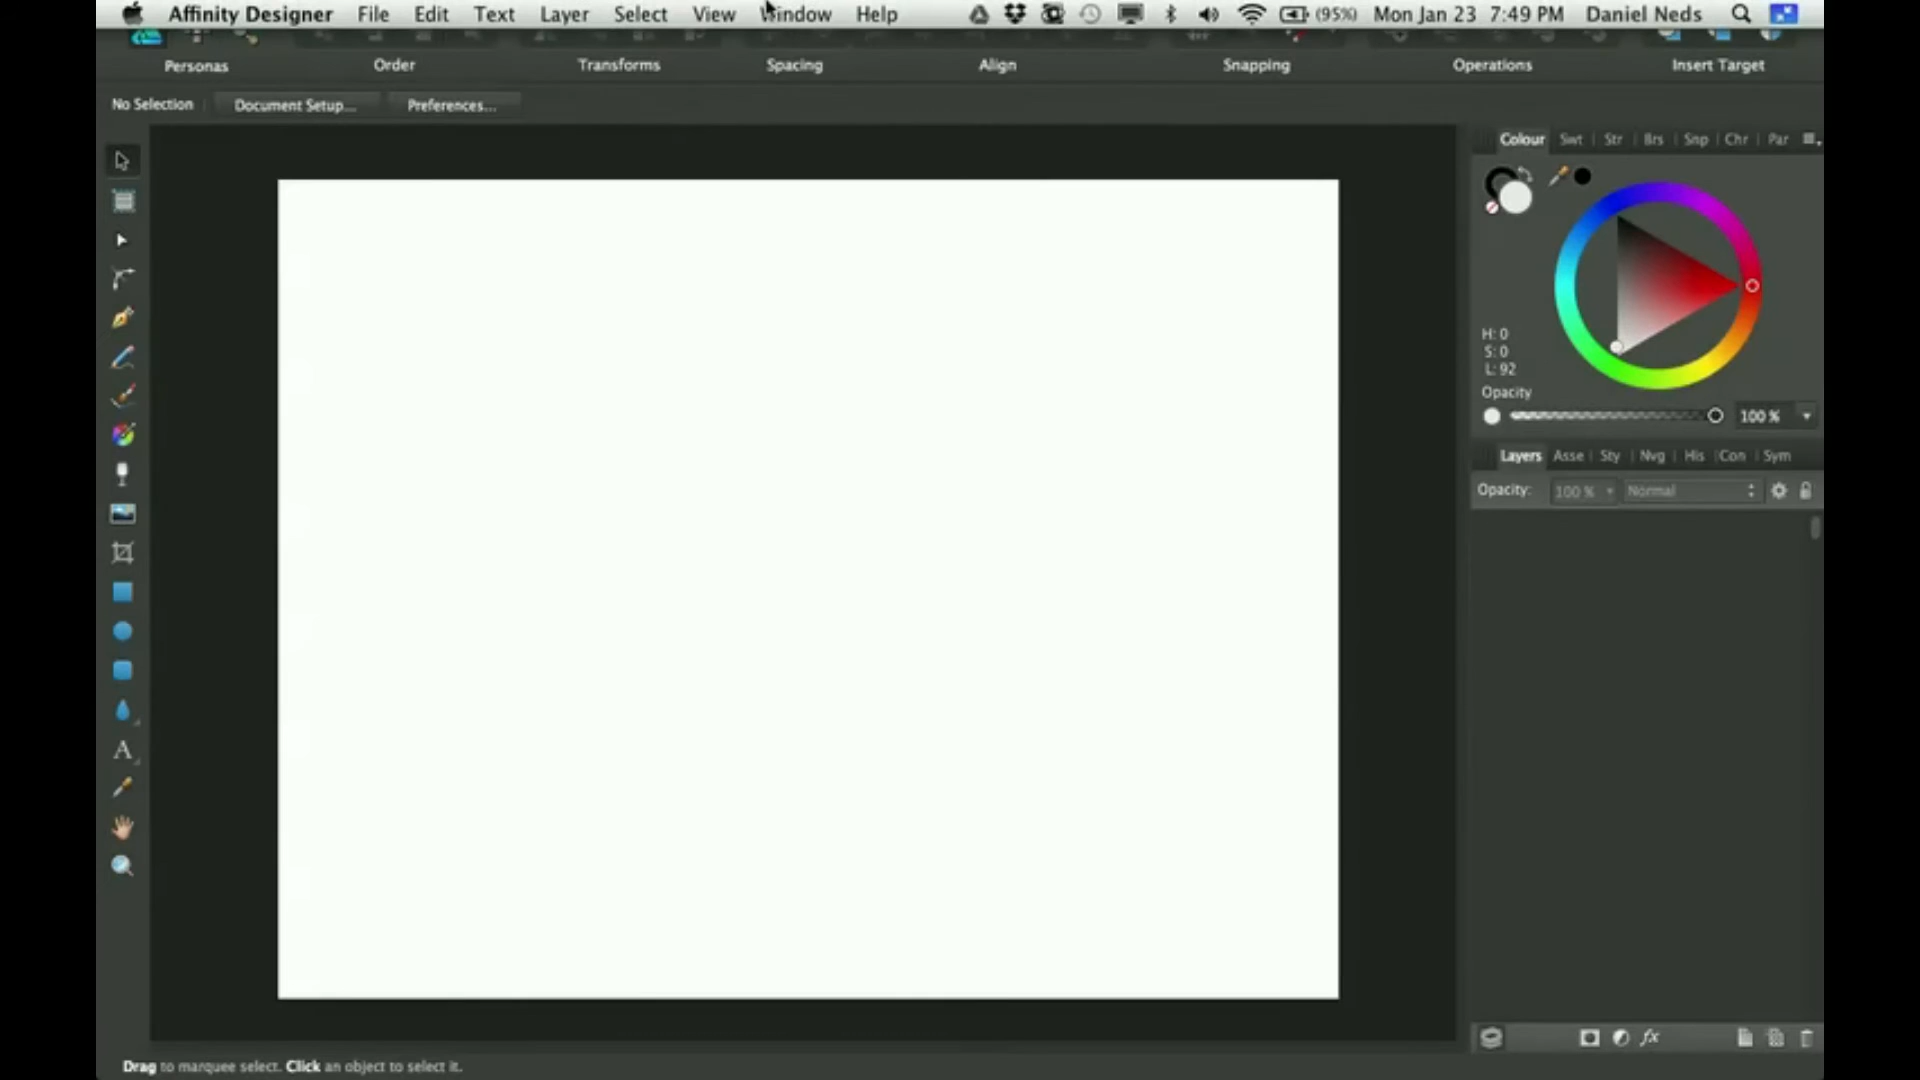 Affinity Designer File Edit Text Layer Select View Window Help (95%) Mon Jan 23 7:49 PM Daniel Neds
Personas Order Transforms Spacing Align Snapping Operations Insert Target
No Selection Document Setup... Preferences...
Colour Swt Str Brs Snp Chr Par
H: 0
S: 0
L: 92
Opacity
100 %
Layers Asse Sty Nvg His Con Sym
Opacity: 100 % Normal
A
fx
Drag to marquee select. Click an object to select it.